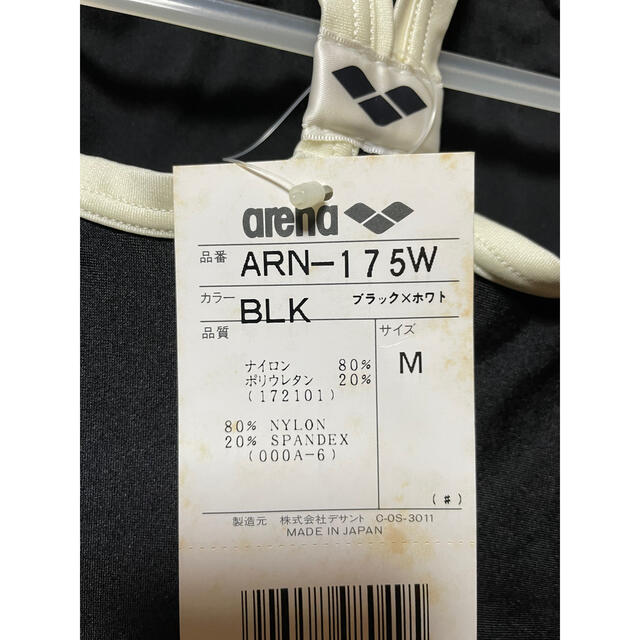 arena
品番 ARN-175W
カラー BLK ブラック×ホワト
品質 サイズ
ナイロン 80% M
ポリウレタン 20%
(172101)
80% NYLON
20% SPANDEX
(000A-6)
(#)
製造元 株式会社デサント C-OS-3011
MADE IN JAPAN